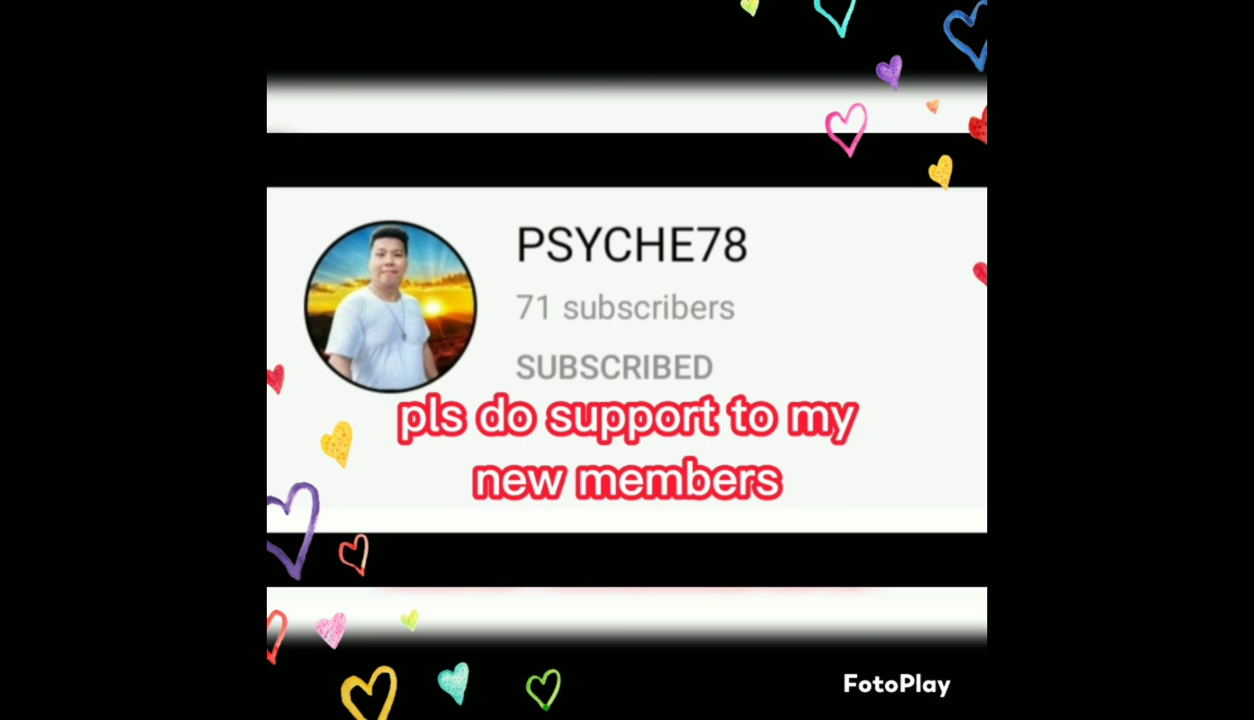 PSYCHE78
71 subscribers
SUBSCRIBED
pls do support to my
new members
FotoPlay